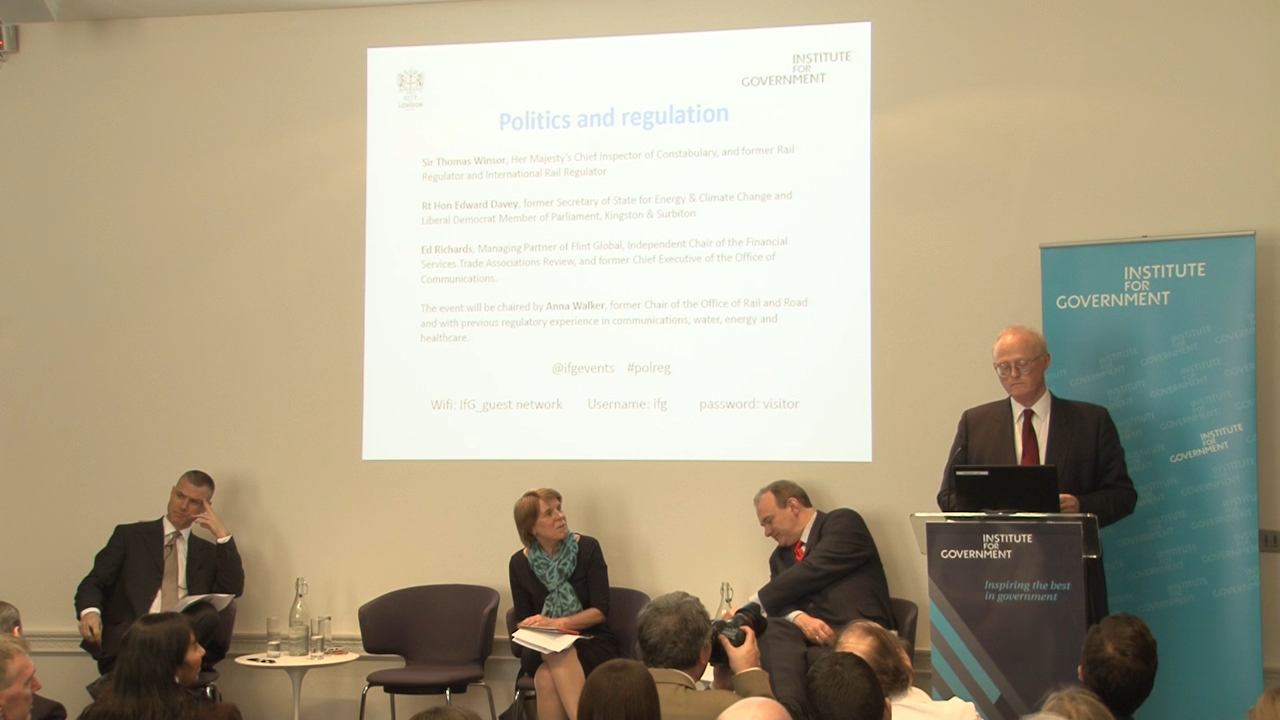 CITY
LONDON
INSTITUTE
FOR
GOVERNMENT
Politics and regulation
Sir Thomas Winsor, Her Majesty's Chief Inspector of Constabulary, and former Rail
Regulator and International Rail Regulator
Rt Hon Edward Davey, former Secretary of State for Energy & Climate Change and
Liberal Democrat Member of Parliament, Kingston & Surbiton
Ed Richards, Managing Partner of Flint Global, Independent Chair of the Financial
Services Trade Associations Review, and former Chief Executive of the Office of
Communications.
The event will be chaired by Anna Walker, former Chair of the Office of Rail and Road
and with previous regulatory experience in communications, water, energy and
healthcare.
@ifgevents #polreg
Wifi: IfG_guest network Username: ifg password: visitor
INSTITUTE
FOR
GOVERNMENT
INSTITUTE
FOR
GOVERNMENT
INSTITUTE
FOR
GOVERNMENT
Inspiring the best
in government